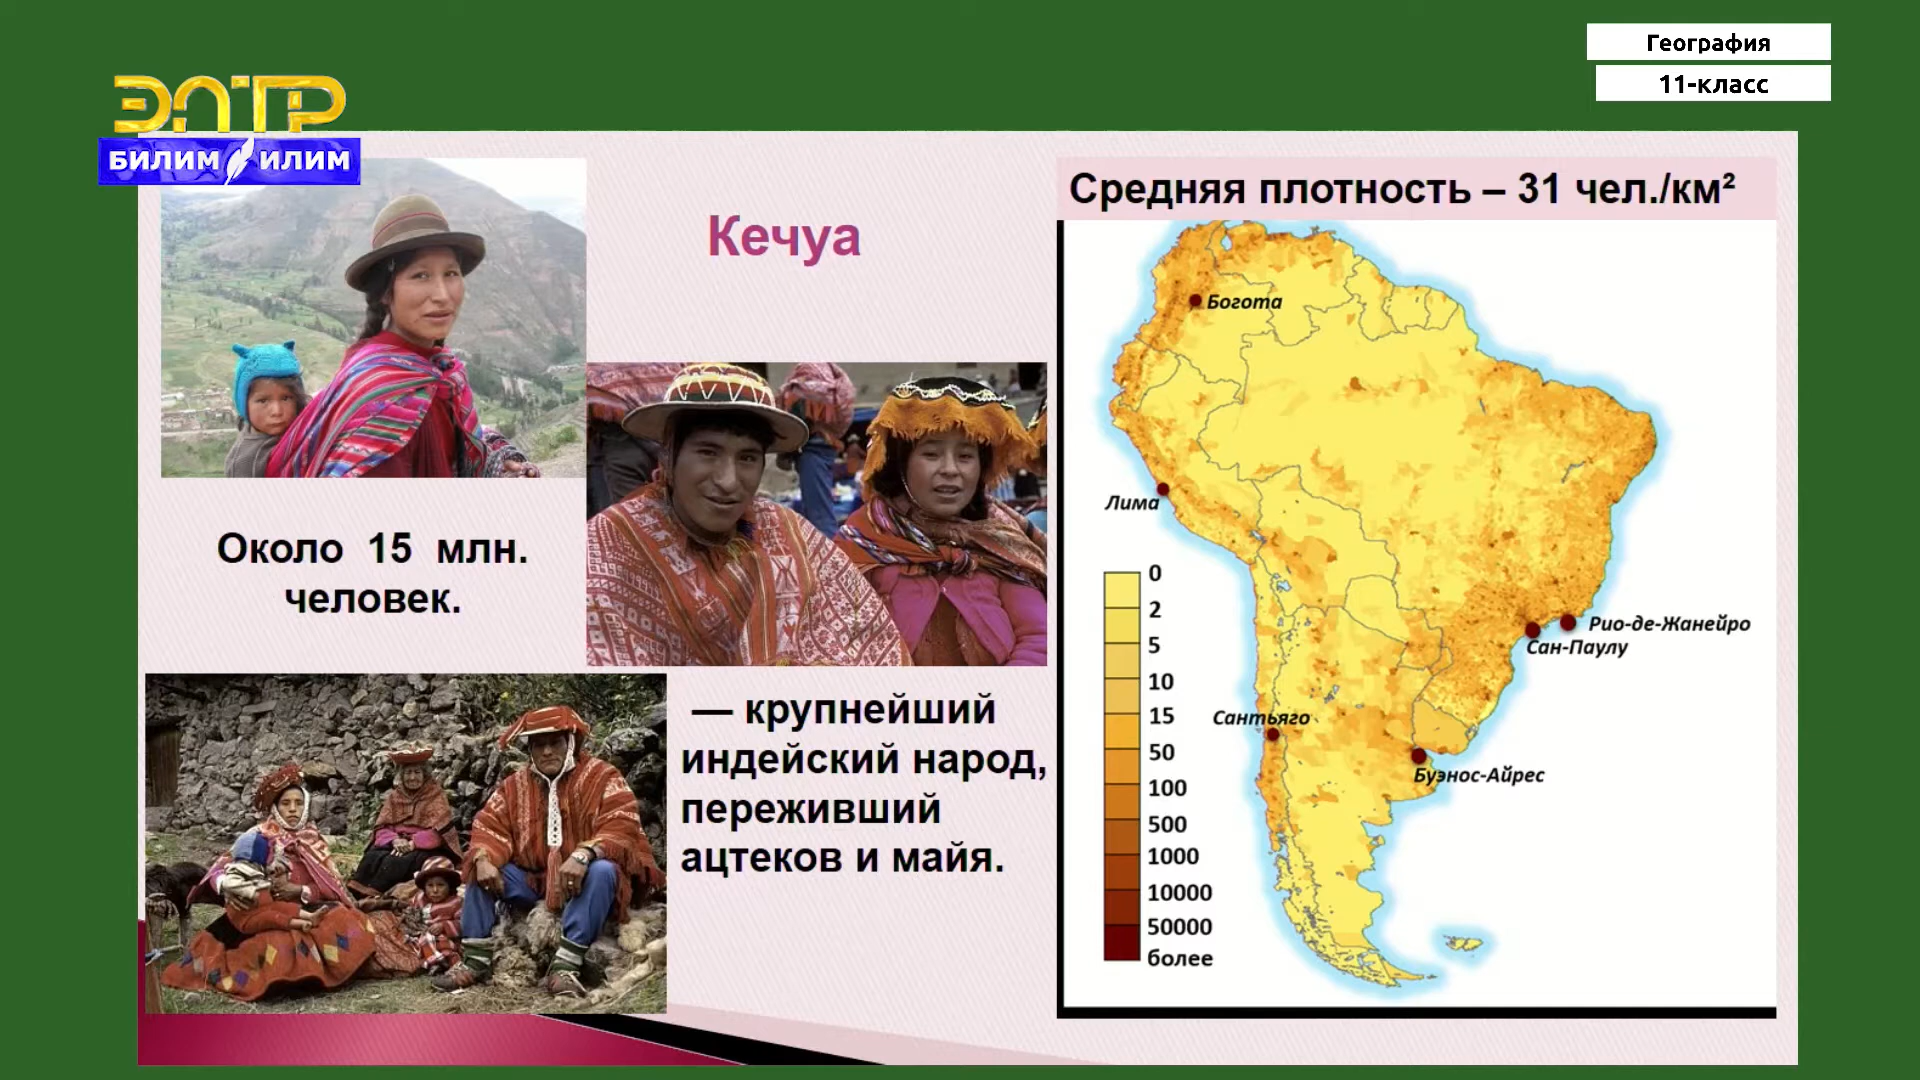 География
11-класс
ЭЛТР
БИЛИМ ИЛИМ
Кечуа
Около 15 млн.
человек.
— крупнейший
индейский народ,
переживший
ацтеков и майя.
Средняя плотность – 31 чел./км²
Богота
Лима
Рио-де-Жанейро
Сан-Паулу
Сантьяго
Буэнос-Айрес
0
2
5
10
15
50
100
500
1000
10000
50000
более